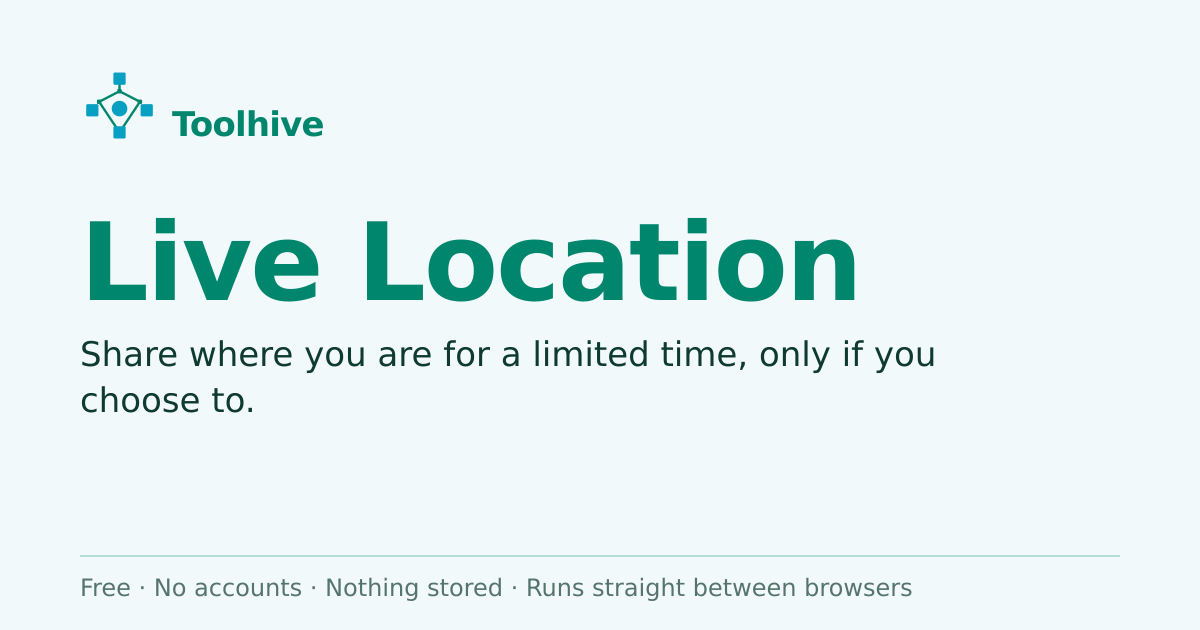 Toolhive
Live Location
Share where you are for a limited time, only if you
choose to.
Free · No accounts · Nothing stored · Runs straight between browsers